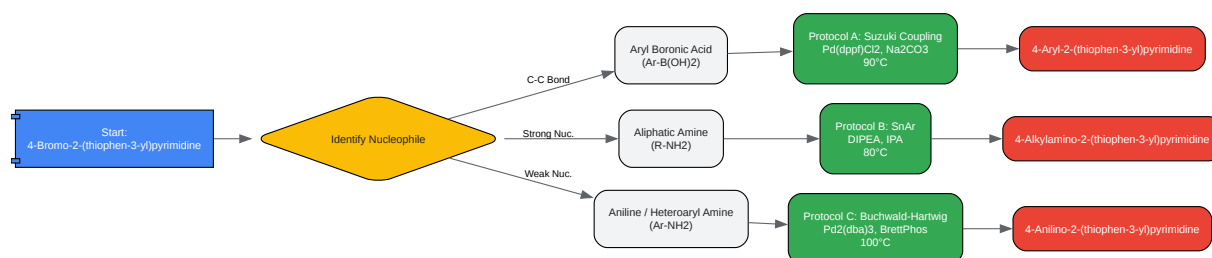 Start:
4-Bromo-2-(thiophen-3-yl)pyrimidine
Identify Nucleophile
C-C Bond
Strong Nuc.
Weak Nuc.
Aryl Boronic Acid
(Ar-B(OH)2)
Protocol A: Suzuki Coupling
Pd(dppf)Cl2, Na2CO3
90°C
4-Aryl-2-(thiophen-3-yl)pyrimidine
Aliphatic Amine
(R-NH2)
Protocol B: SnAr
DIPEA, IPA
80°C
4-Alkylamino-2-(thiophen-3-yl)pyrimidine
Aniline / Heteroaryl Amine
(Ar-NH2)
Protocol C: Buchwald-Hartwig
Pd2(dba)3, BrettPhos
100°C
4-Anilino-2-(thiophen-3-yl)pyrimidine